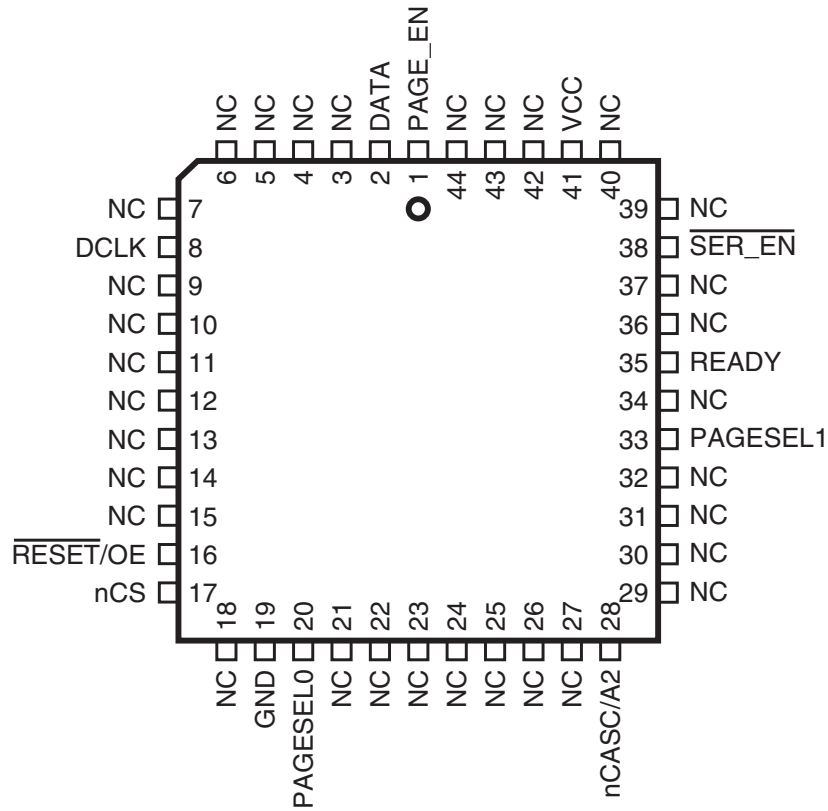 NC
NC
NC
NC
DATA
PAGE_EN
NC
NC
NC
VCC
NC
6
5
4
3
2
1
44
43
42
41
40
NC 7
DCLK 8
NC 9
NC 10
NC 11
NC 12
NC 13
NC 14
NC 15
RESET/OE 16
nCS 17
39 NC
38 SER_EN
37 NC
36 NC
35 READY
34 NC
33 PAGESEL1
32 NC
31 NC
30 NC
29 NC
18
19
20
21
22
23
24
25
26
27
28
NC
GND
PAGESEL0
NC
NC
NC
NC
NC
NC
NC
nCASC/A2